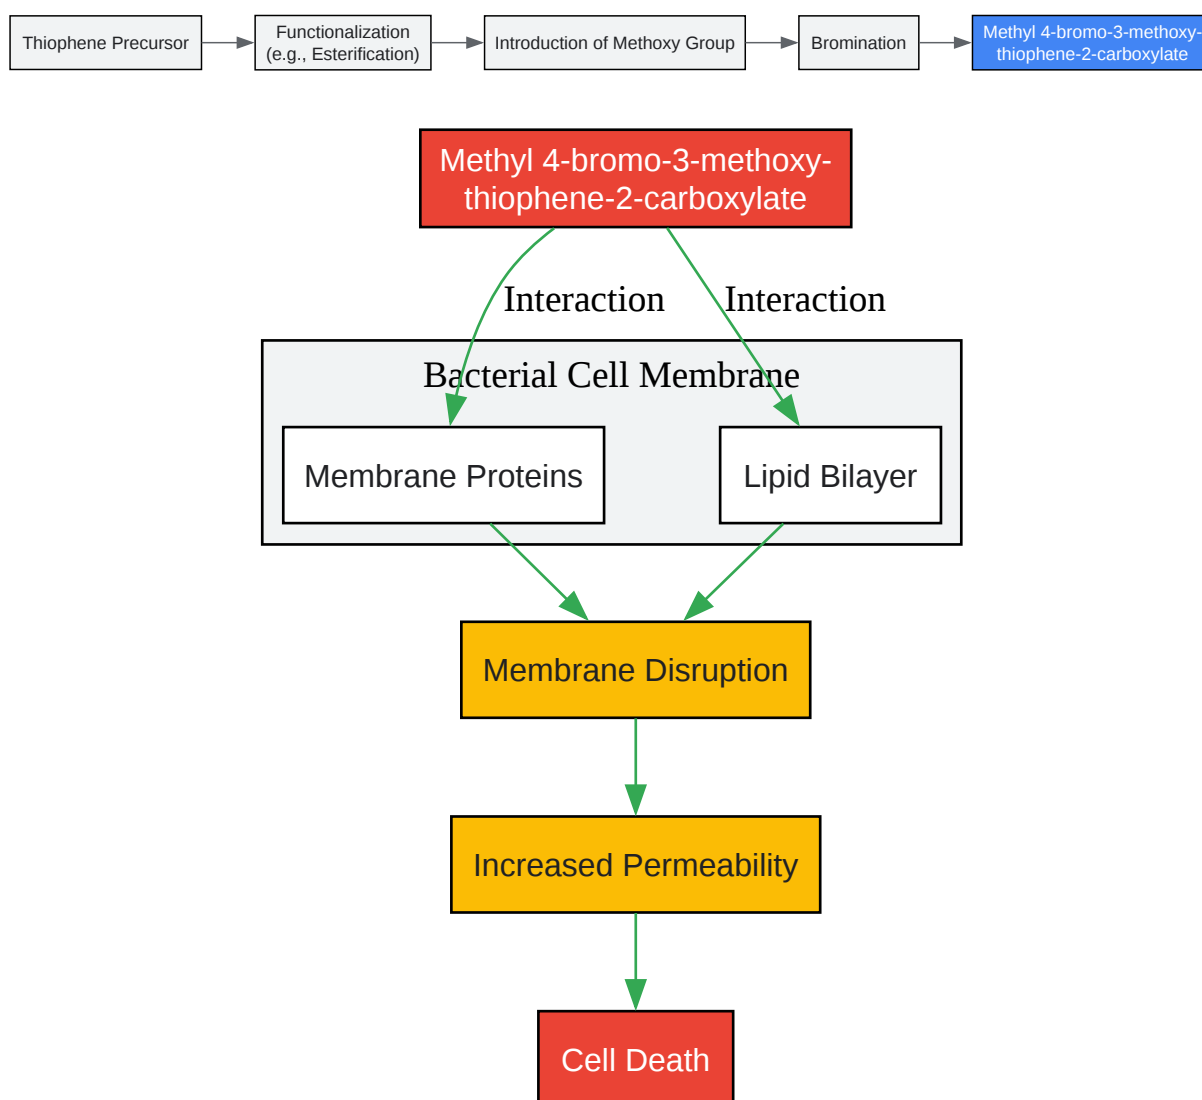 Thiophene Precursor
Functionalization
(e.g., Esterification)
Introduction of Methoxy Group
Bromination
Methyl 4-bromo-3-methoxy-
thiophene-2-carboxylate
Methyl 4-bromo-3-methoxy-
thiophene-2-carboxylate
Interaction
Interaction
Bacterial Cell Membrane
Membrane Proteins
Lipid Bilayer
Membrane Disruption
Increased Permeability
Cell Death